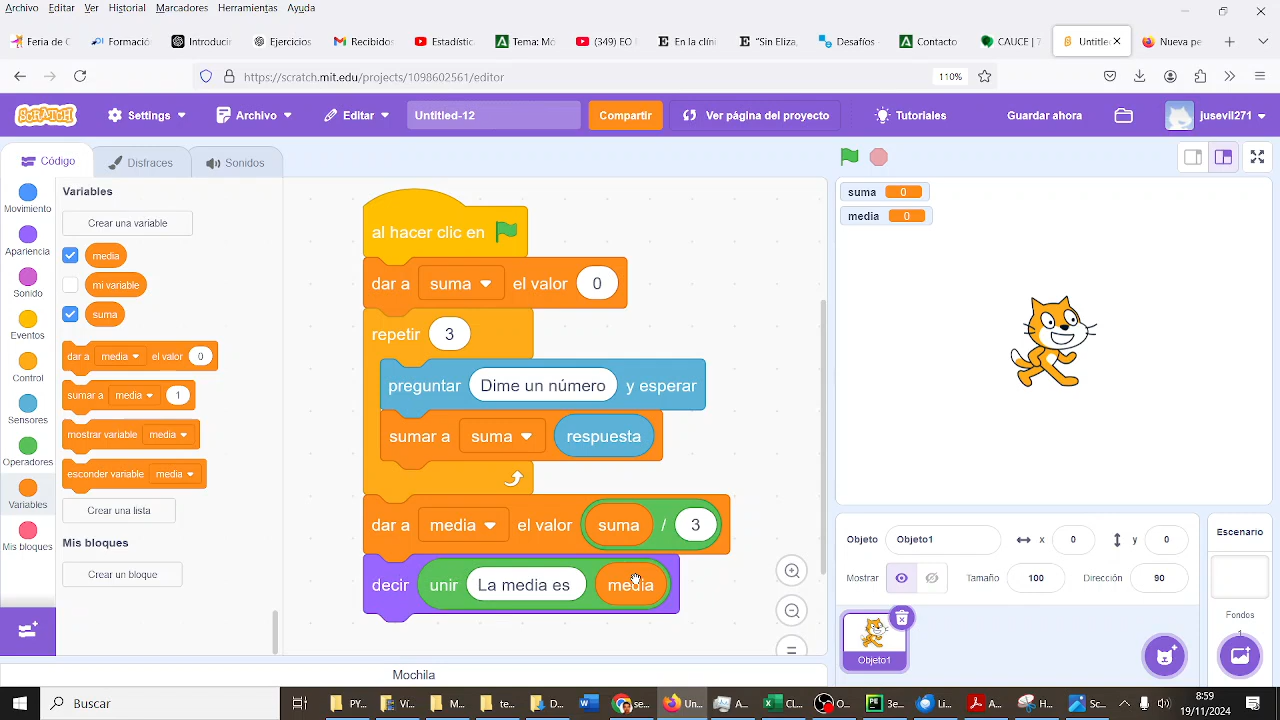 Archivo Editar Ver Historial Marcadores Herramientas Ayuda
Feria de C
Formación
Introducir
Ejercicios
Recibidos
Estadístic
Tema: Mó
(349) EO I
En la clíni
"Sin Eliza,
Desafíos
Contacto
CAUCE | ?
Untitle
Nueva pe
https://scratch.mit.edu/projects/1098602561/editor
110%
SCRATCH
Settings
Archivo
Editar
Untitled-12
Compartir
Ver página del proyecto
Tutoriales
Guardar ahora
jusevil271
Código
Disfraces
Sonidos
Movimiento
Apariencia
Sonido
Eventos
Control
Sensores
Operadores
Variables
Mis bloques
Variables
Crear una variable
media
mi variable
suma
dar a media el valor 0
sumar a media 1
mostrar variable media
esconder variable media
Crear una lista
Mis bloques
Crear un bloque
al hacer clic en
dar a suma el valor 0
repetir 3
preguntar Dime un número y esperar
sumar a suma respuesta
dar a media el valor suma / 3
decir unir La media es media
Mochila
suma 0
media 0
Objeto Objeto1 x 0 y 0
Mostrar Tamaño 100 Dirección 90
Objeto1
Escenario
Fondos
1
Buscar
8:59
19/11/2024